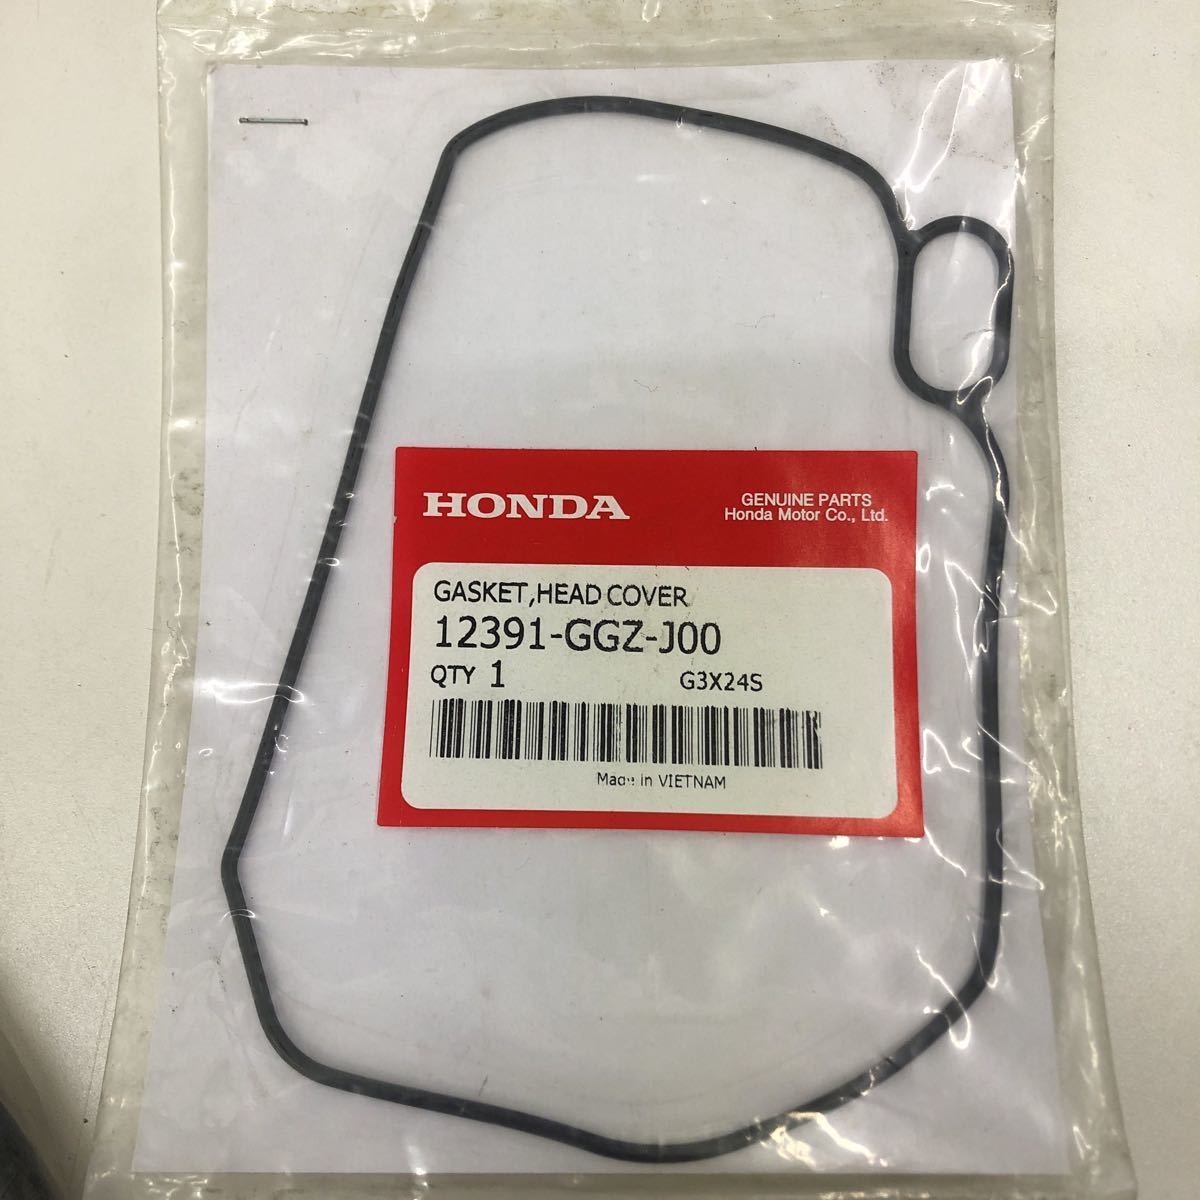 HONDA
GENUINE PARTS
Honda Motor Co., Ltd.
GASKET,HEAD COVER
12391-GGZ-J00
QTY 1 G3X24S
Made in VIETNAM